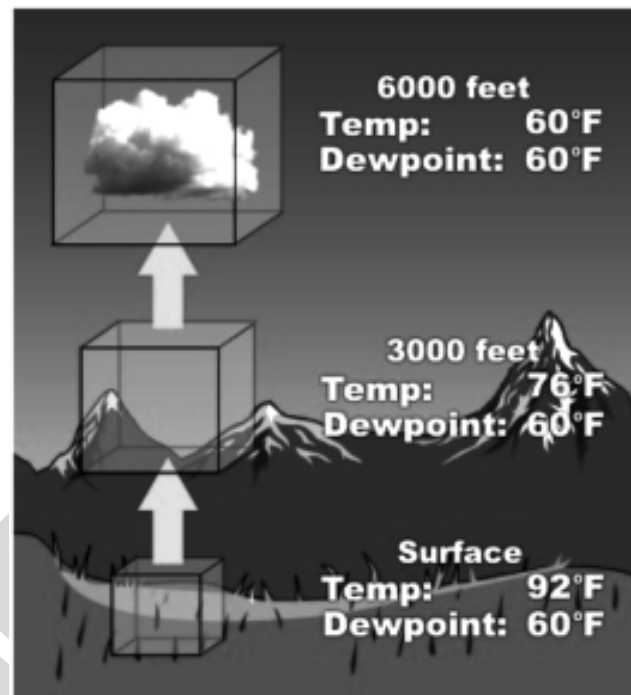 6000 feet
Temp: 60°F
Dewpoint: 60°F
3000 feet
Temp: 76°F
Dewpoint: 60°F
Surface
Temp: 92°F
Dewpoint: 60°F